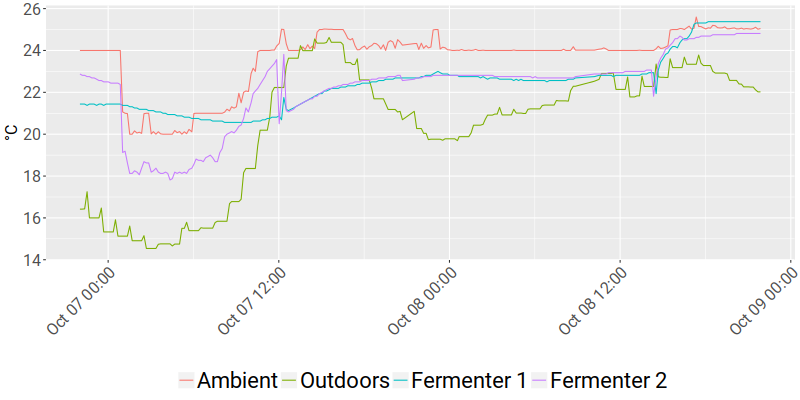 26
24
22
20
18
16
14
°C
Oct 07 00:00
Oct 07 12:00
Oct 08 00:00
Oct 08 12:00
Oct 09 00:00
Ambient Outdoors Fermenter 1 Fermenter 2